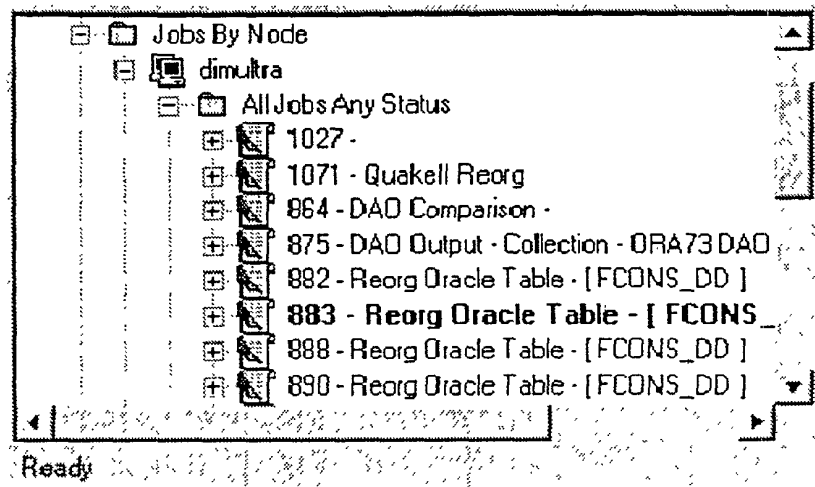 Jobs By Node
dimultra
All Jobs Any Status
1027 -
1071 - Quakell Reorg
864 - DAO Comparison -
875 - DAO Output - Collection - ORA73 DAO
882 - Reorg Oracle Table - [ FCONS_DD ]
883 - Reorg Oracle Table - [ FCONS_
888 - Reorg Oracle Table - [ FCONS_DD ]
890 - Reorg Oracle Table - [ FCONS_DD ]
Ready